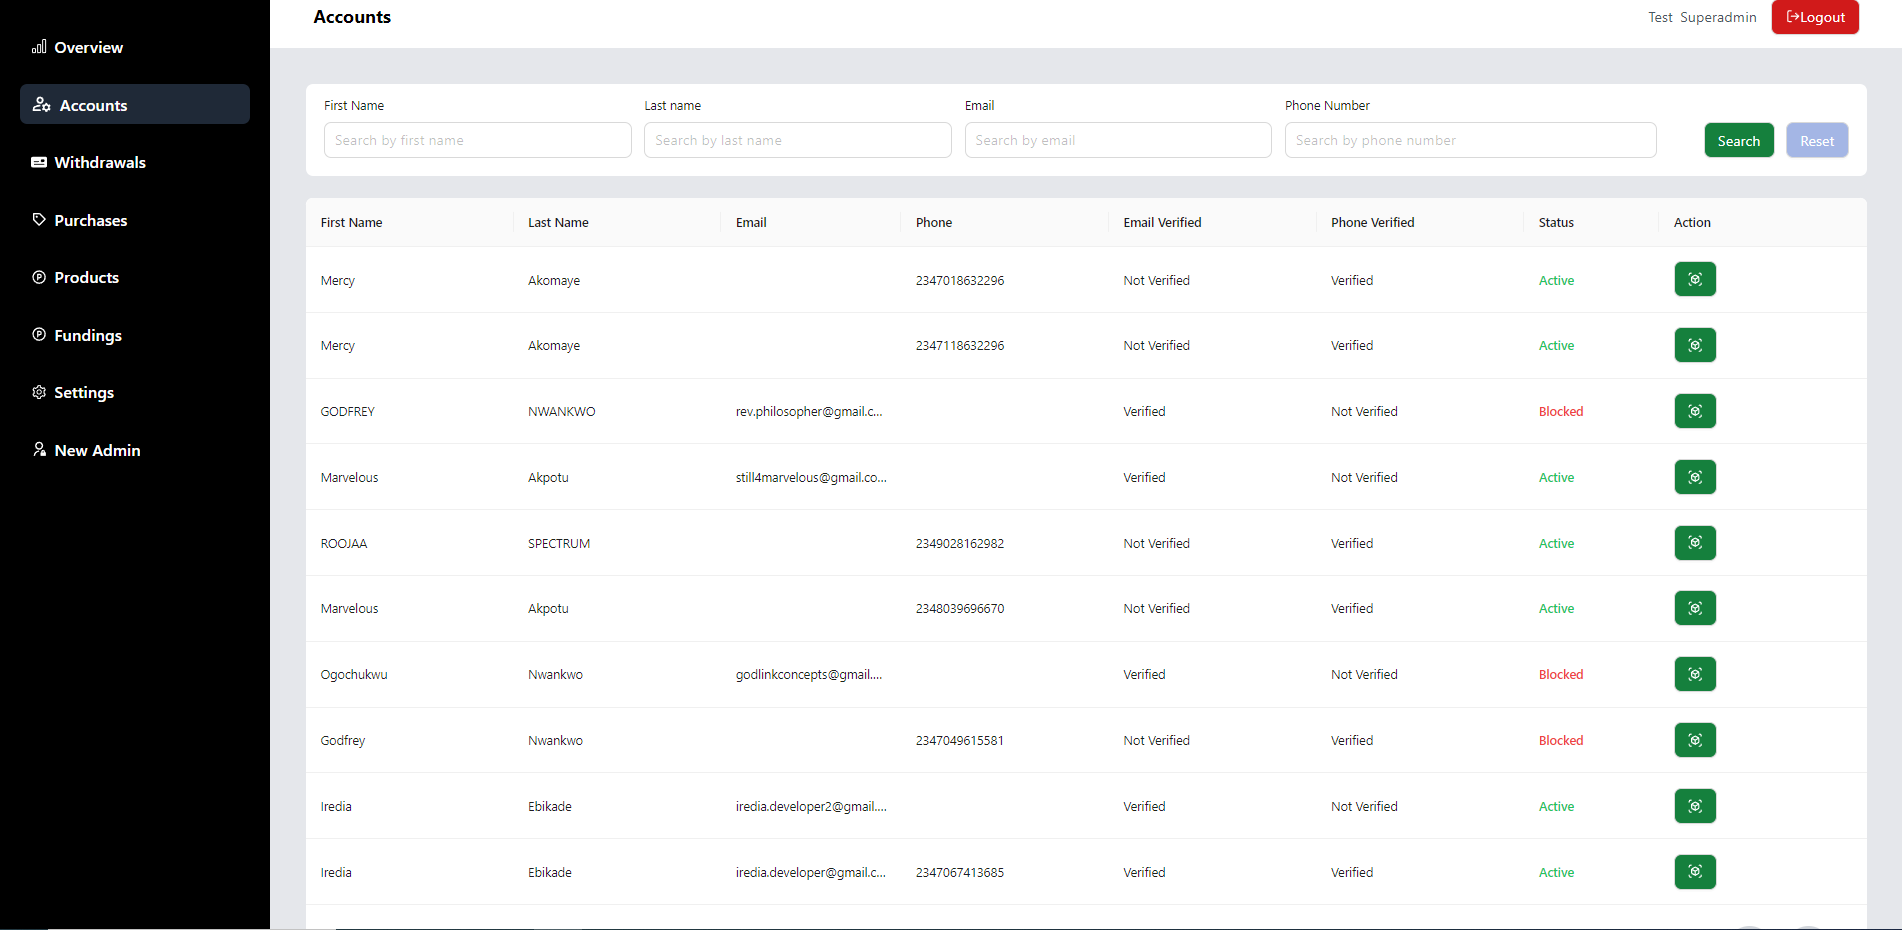 Accounts
Test Superadmin
Logout
Overview
Accounts
Withdrawals
Purchases
Products
Fundings
Settings
New Admin
First Name Last name Email Phone Number
Search by first name Search by last name Search by email Search by phone number Search Reset
First Name Last Name Email Phone Email Verified Phone Verified Status Action
Mercy Akomaye 2347018632296 Not Verified Verified Active
Mercy Akomaye 2347118632296 Not Verified Verified Active
GODFREY NWANKWO rev.philosopher@gmail.c... Verified Not Verified Blocked
Marvelous Akpotu still4marvelous@gmail.co... Verified Not Verified Active
ROOJAA SPECTRUM 2349028162982 Not Verified Verified Active
Marvelous Akpotu 2348039696670 Not Verified Verified Active
Ogochukwu Nwankwo godlinkconcepts@gmail.... Verified Not Verified Blocked
Godfrey Nwankwo 2347049615581 Not Verified Verified Blocked
Iredia Ebikade iredia.developer2@gmail.... Verified Not Verified Active
Iredia Ebikade iredia.developer@gmail.c... 2347067413685 Verified Verified Active